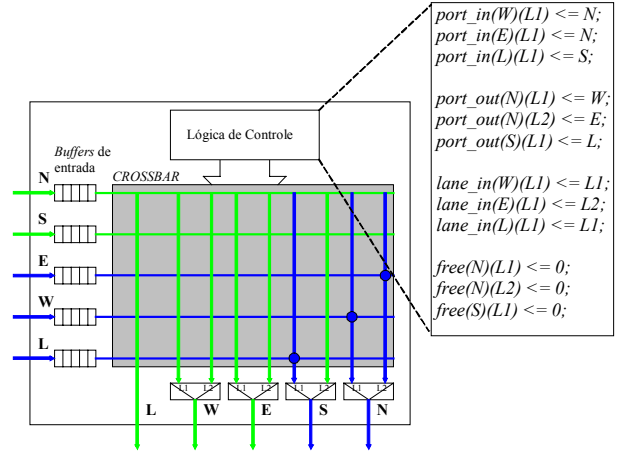 port_in(W)(L1) <= N;
port_in(E)(L1) <= N;
port_in(L)(L1) <= S;
port_out(N)(L1) <= W;
port_out(N)(L2) <= E;
port_out(S)(L1) <= L;
lane_in(W)(L1) <= L1;
lane_in(E)(L1) <= L2;
lane_in(L)(L1) <= L1;
free(N)(L1) <= 0;
free(N)(L2) <= 0;
free(S)(L1) <= 0;
Lógica de Controle
Buffers de
entrada
CROSSBAR
N
S
E
W
L
L1 L2 L1 L2 L1 L2 L1 L2
L W E S N